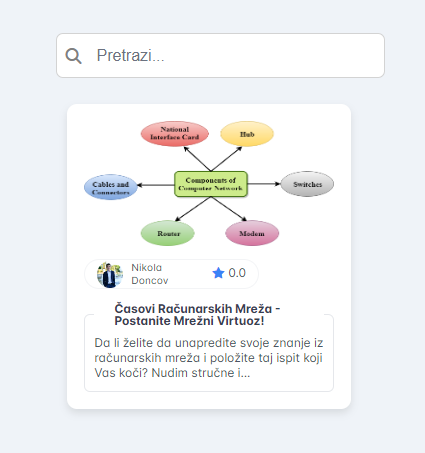 Pretrazi...
National
Interface Card
Hub
Cables and
Connectors
Components of
Computer Network
Switches
Router
Modem
Nikola
Doncov
0.0
Časovi Računarskih Mreža -
Postanite Mrežni Virtuoz!
Da li želite da unapredite svoje znanje iz
računarskih mreža i položite taj ispit koji
Vas koči? Nudim stručne i...